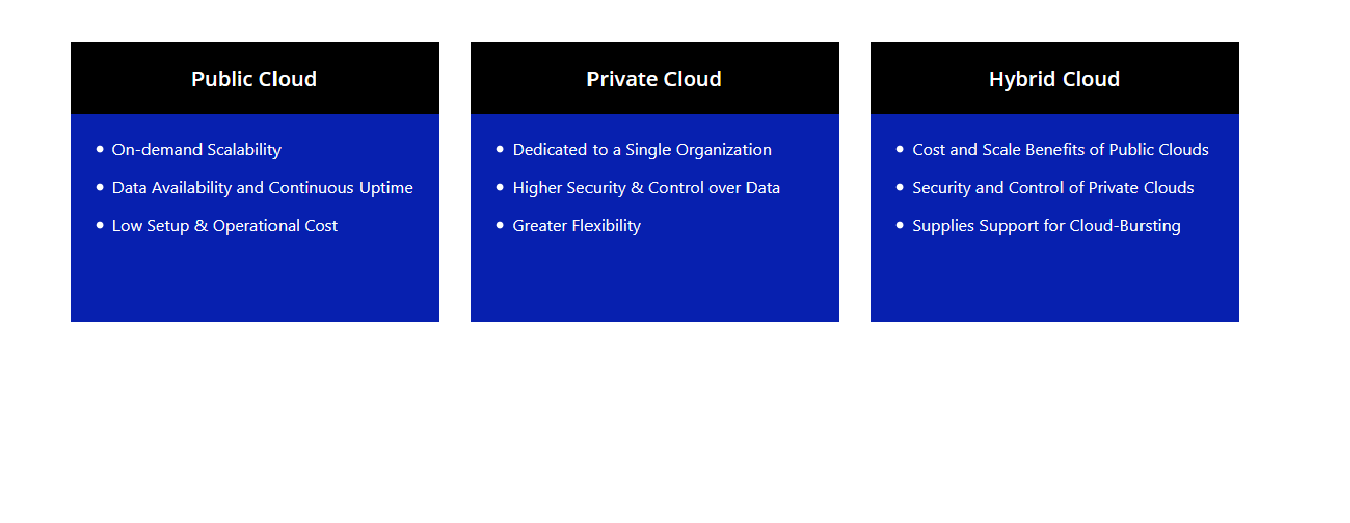 Public Cloud
• On-demand Scalability
• Data Availability and Continuous Uptime
• Low Setup & Operational Cost
Private Cloud
• Dedicated to a Single Organization
• Higher Security & Control over Data
• Greater Flexibility
Hybrid Cloud
• Cost and Scale Benefits of Public Clouds
• Security and Control of Private Clouds
• Supplies Support for Cloud-Bursting